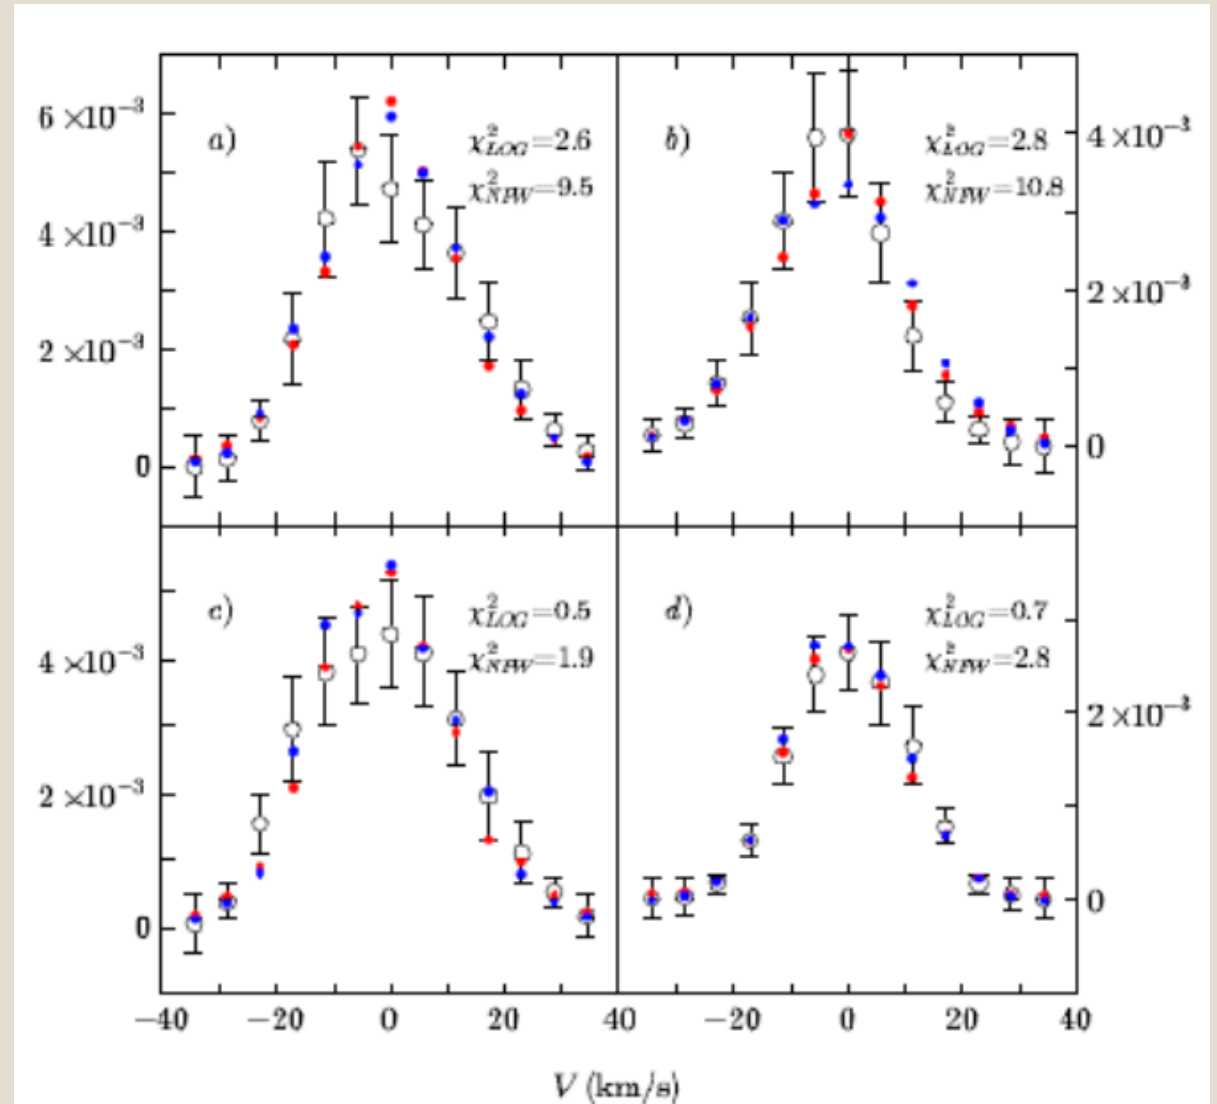 a)
χ²LOG=2.6
χ²NFW=9.5
6 ×10⁻³
4 ×10⁻³
2 ×10⁻³
0
b)
χ²LOG=2.8
χ²NFW=10.8
4×10⁻³
2×10⁻³
0
c)
χ²LOG=0.5
χ²NFW=1.9
4 ×10⁻³
2 ×10⁻³
0
d)
χ²LOG=0.7
χ²NFW=2.8
2×10⁻³
0
−40 −20 0 20 40 −20 0 20 40
V (km/s)